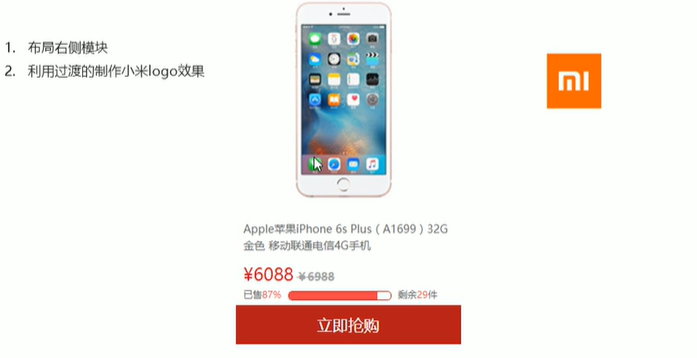 1. 布局右侧模块
2. 利用过渡的制作小米logo效果
mi
Apple苹果iPhone 6s Plus（A1699）32G
金色 移动联通电信4G手机
¥6088 ¥6988
已售87% 剩余29件
立即抢购